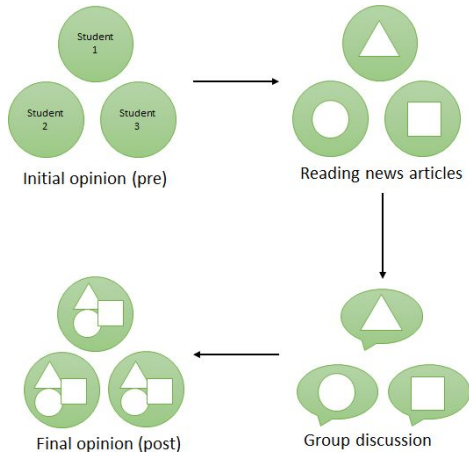 Student
1
Student
2
Student
3
Initial opinion (pre)
Reading news articles
Final opinion (post)
Group discussion